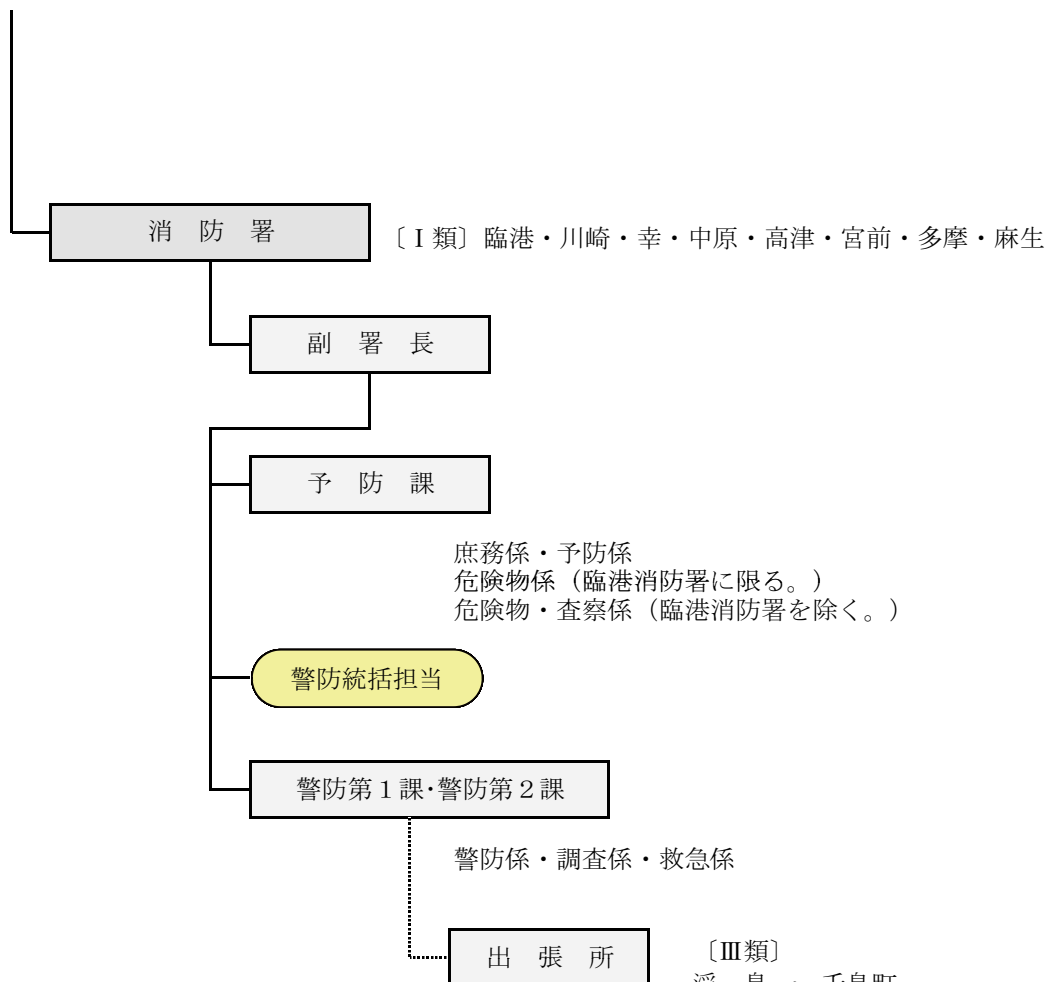 消 防 署
〔Ⅰ類〕臨港・川崎・幸・中原・高津・宮前・多摩・麻生
副 署 長
予 防 課
庶務係・予防係
危険物係（臨港消防署に限る。）
危険物・査察係（臨港消防署を除く。）
警防統括担当
警防第１課･警防第２課
警防係・調査係・救急係
出 張 所
〔Ⅲ類〕